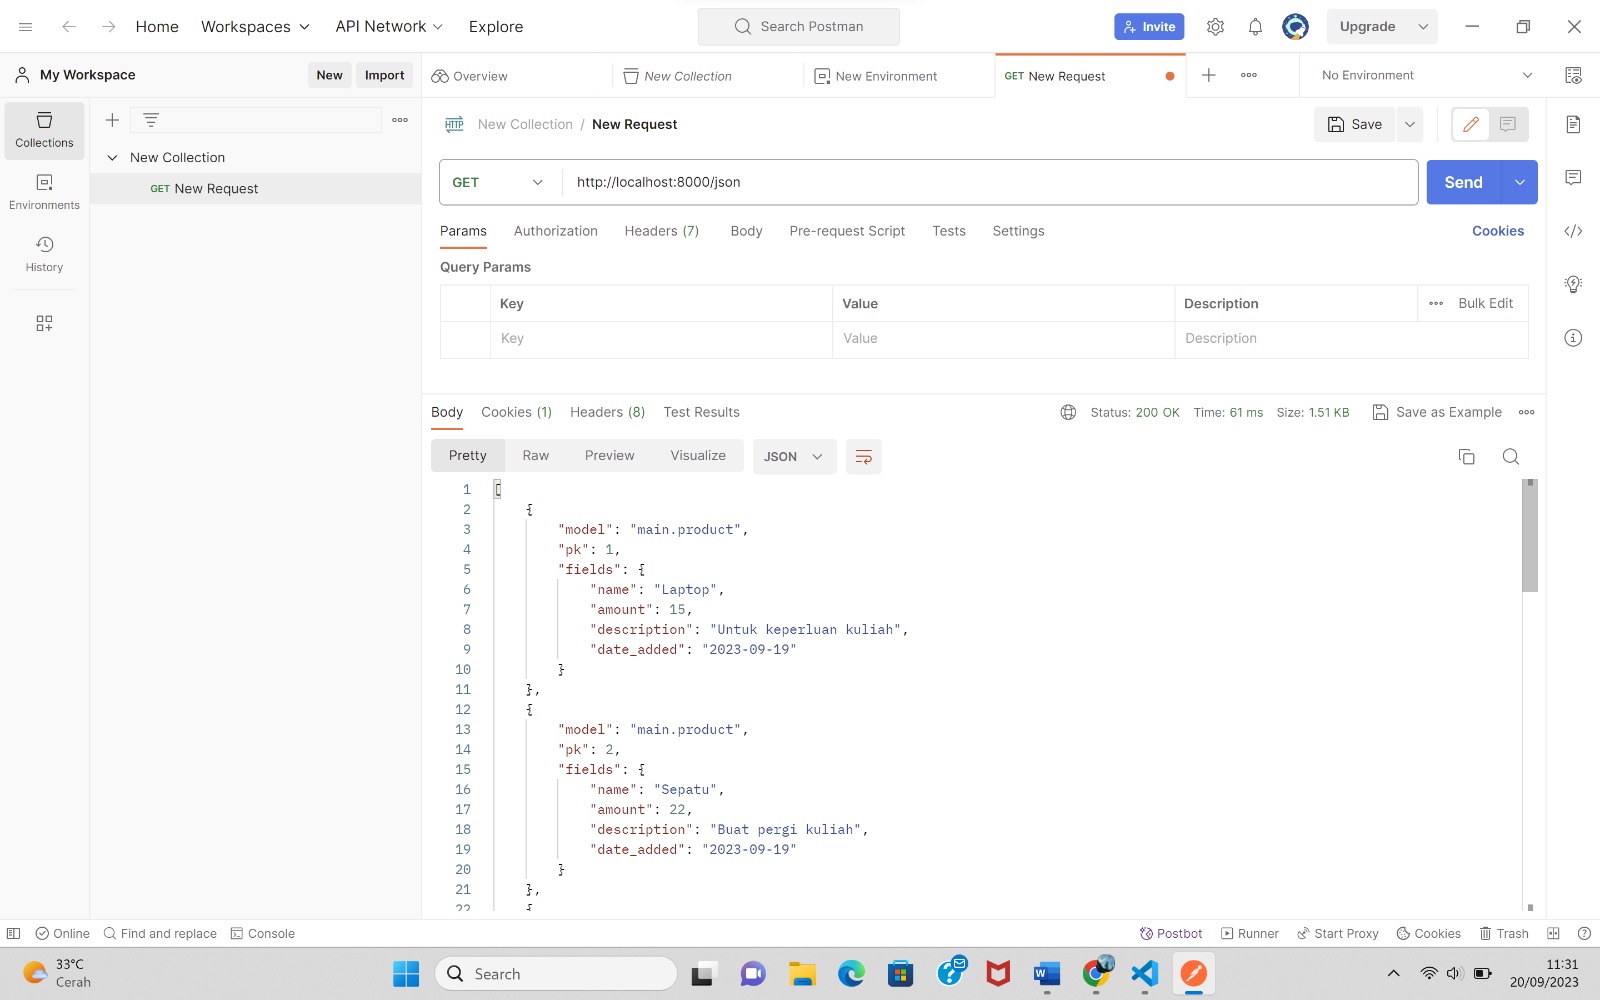 Home Workspaces API Network Explore Search Postman Invite Upgrade
My Workspace New Import Overview New Collection New Environment GET New Request No Environment
Collections
Environments
History
New Collection
GET New Request
HTTP New Collection / New Request Save
GET http://localhost:8000/json Send
Params Authorization Headers (7) Body Pre-request Script Tests Settings Cookies
Query Params
Key Value Description Bulk Edit
Key Value Description
Body Cookies (1) Headers (8) Test Results Status: 200 OK Time: 61 ms Size: 1.51 KB Save as Example
Pretty Raw Preview Visualize JSON
1 [
2 {
3 "model": "main.product",
4 "pk": 1,
5 "fields": {
6 "name": "Laptop",
7 "amount": 15,
8 "description": "Untuk keperluan kuliah",
9 "date_added": "2023-09-19"
10 }
11 },
12 {
13 "model": "main.product",
14 "pk": 2,
15 "fields": {
16 "name": "Sepatu",
17 "amount": 22,
18 "description": "Buat pergi kuliah",
19 "date_added": "2023-09-19"
20 }
21 },
22 {
Online Find and replace Console Postbot Runner Start Proxy Cookies Trash
33°C
Cerah
Search
11:31
20/09/2023